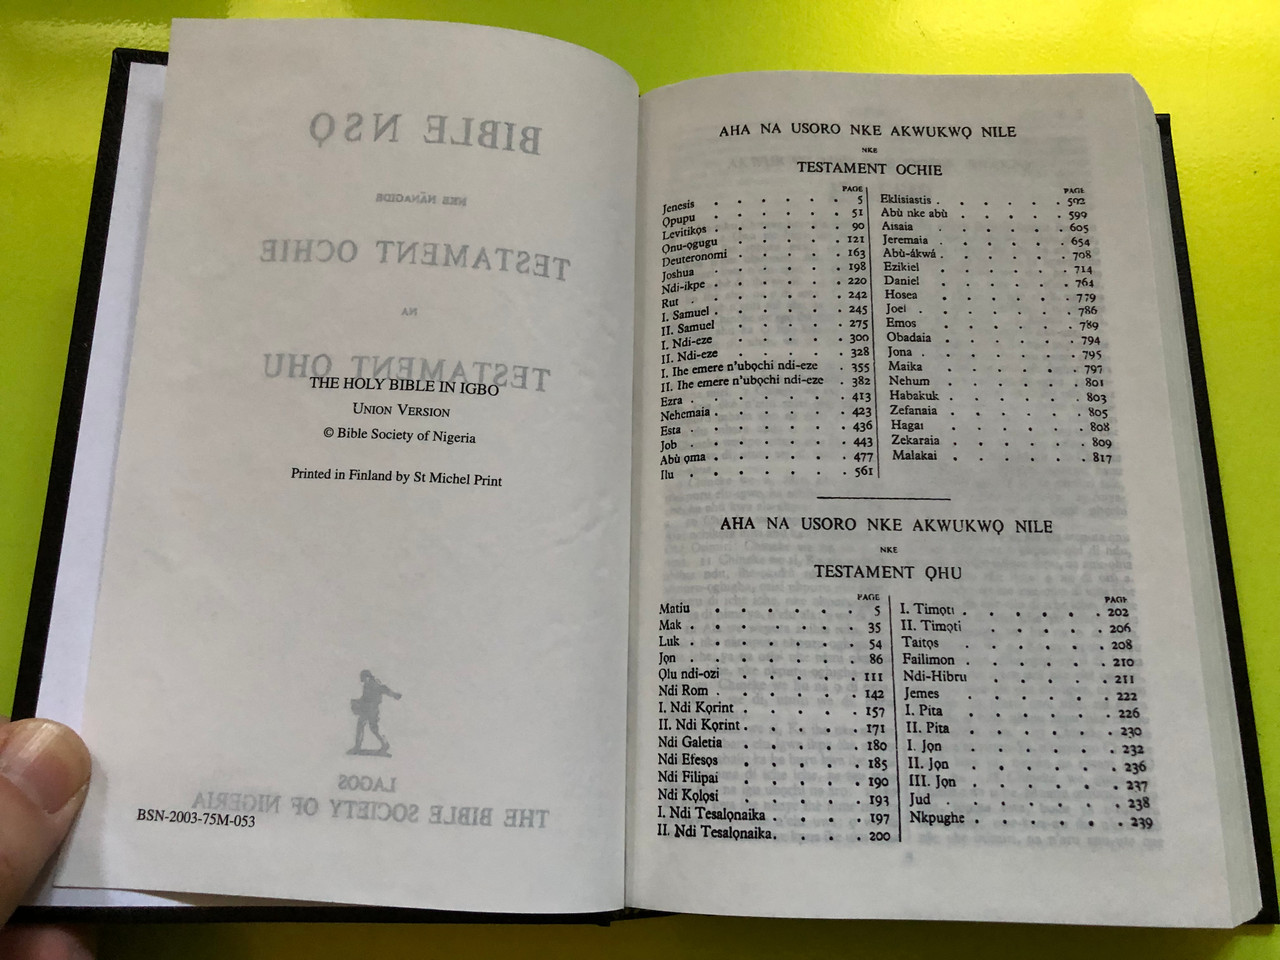 BIBLE NSỌ
NKE NĀNAGIDE
TESTAMENT OCHIE
NA
TESTAMENT ỌHU
THE HOLY BIBLE IN IGBO
UNION VERSION
© Bible Society of Nigeria
Printed in Finland by St Michel Print
LAGOS
THE BIBLE SOCIETY OF NIGERIA
BSN-2003-75M-053
AHA NA USORO NKE AKWUKWỌ NILE
NKE
TESTAMENT OCHIE
PAGE
Jenesis . . . . . . 5
Ọpupu . . . . . . 51
Levitikọs . . . . . 90
Ọnu-ọgugu . . . . . 121
Deuteronomi . . . . . 163
Joshua . . . . . . 198
Ndi-ikpe . . . . . . 220
Rut . . . . . . . 242
I. Samuel . . . . . . 245
II. Samuel . . . . . 275
I. Ndi-eze . . . . . 300
II. Ndi-eze . . . . . 328
I. Ihe emere n'ubọchi ndi-eze . 355
II. Ihe emere n'ubọchi ndi-eze . 382
Ezra . . . . . . . 413
Nehemaia . . . . . . 423
Esta . . . . . . . 436
Job . . . . . . . 443
Abù ọma . . . . . . 477
Ilu . . . . . . . 561
PAGE
Eklisiastis . . . . . . 592
Abù nke abù . . . . . 599
Aisaia . . . . . . 605
Jeremaia . . . . . . 654
Abù-ákwá . . . . . . 708
Ezikiel . . . . . . 714
Daniel . . . . . . 764
Hosea . . . . . . 779
Joel . . . . . . . 786
Emos . . . . . . 789
Obadaia . . . . . . 794
Jona . . . . . . . 795
Maika . . . . . . 797
Nehum . . . . . . 801
Habakuk . . . . . . 803
Zefanaia . . . . . . 805
Hagai . . . . . . 808
Zekaraia . . . . . . 809
Malakai . . . . . . 817
AHA NA USORO NKE AKWUKWỌ NILE
NKE
TESTAMENT ỌHU
PAGE
Matiu . . . . . . 5
Mak . . . . . . . 35
Luk . . . . . . . 54
Jọn . . . . . . . 86
Ọlu ndi-ozi . . . . . 111
Ndi Rom . . . . . . 142
I. Ndi Kọrint . . . . . 157
II. Ndi Kọrint . . . . . 171
Ndi Galetia . . . . . 180
Ndi Efesọs . . . . . 185
Ndi Filipai . . . . . 190
Ndi Kọlọsi . . . . . 193
I. Ndi Tesalọnaika . . . . 197
II. Ndi Tesalọnaika . . . . 200
PAGE
I. Timọti . . . . . . 202
II. Timọti . . . . . 206
Taitọs . . . . . . 208
Failimon . . . . . . 210
Ndi-Hibru . . . . . 211
Jemes . . . . . . 222
I. Pita . . . . . . 226
II. Pita . . . . . . 230
I. Jọn . . . . . . 232
II. Jọn . . . . . . 236
III. Jọn . . . . . . 237
Jud . . . . . . . 238
Nkpughe . . . . . . 239